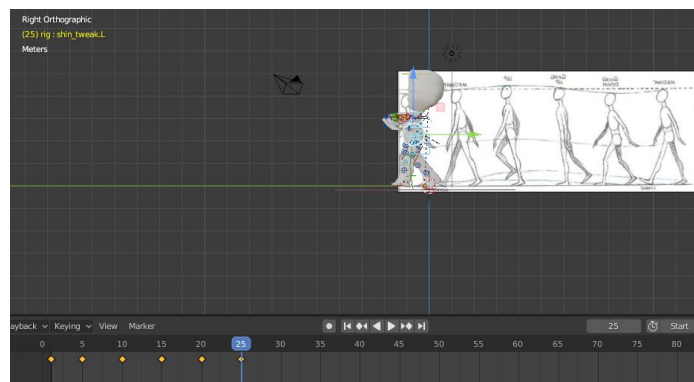 Right Orthographic
(25) rig : shin_tweak.L
Meters
ayback Keying View Marker
25
Start
0 5 10 15 20 25 30 35 40 45 50 55 60 65 70 75 80